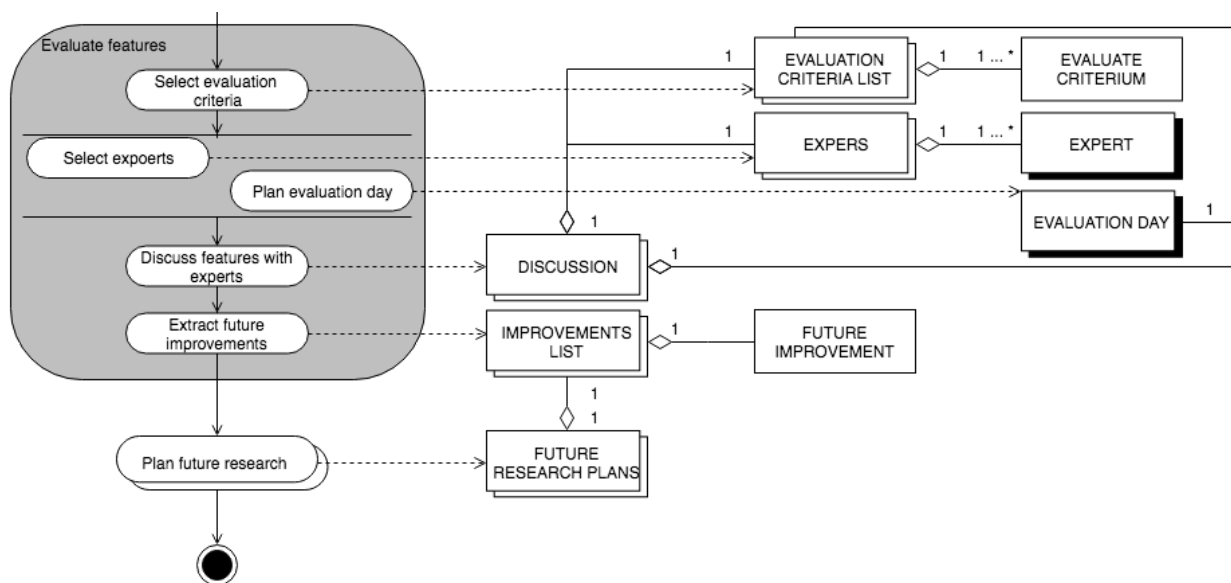 Evaluate features
Select evaluation
criteria
Select expoerts
Plan evaluation day
Discuss features with
experts
Extract future
improvements
Plan future research
1
EVALUATION
CRITERIA LIST
1
1 ... *
EVALUATE
CRITERIUM
1
EXPERS
1
1 ... *
EXPERT
EVALUATION DAY
1
1
DISCUSSION
1
IMPROVEMENTS
LIST
1
FUTURE
IMPROVEMENT
1
1
FUTURE
RESEARCH PLANS